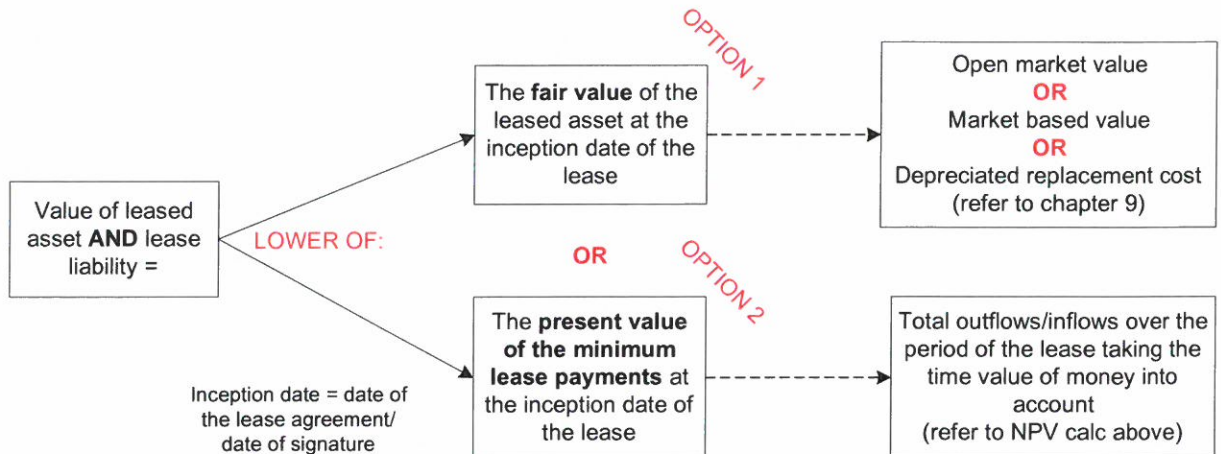 Value of leased
asset AND lease
liability =
LOWER OF:
OPTION 1
The fair value of the
leased asset at the
inception date of the
lease
Open market value
OR
Market based value
OR
Depreciated replacement cost
(refer to chapter 9)
OR
OPTION 2
The present value
of the minimum
lease payments at
the inception date of
the lease
Total outflows/inflows over the
period of the lease taking the
time value of money into
account
(refer to NPV calc above)
Inception date = date of
the lease agreement/
date of signature